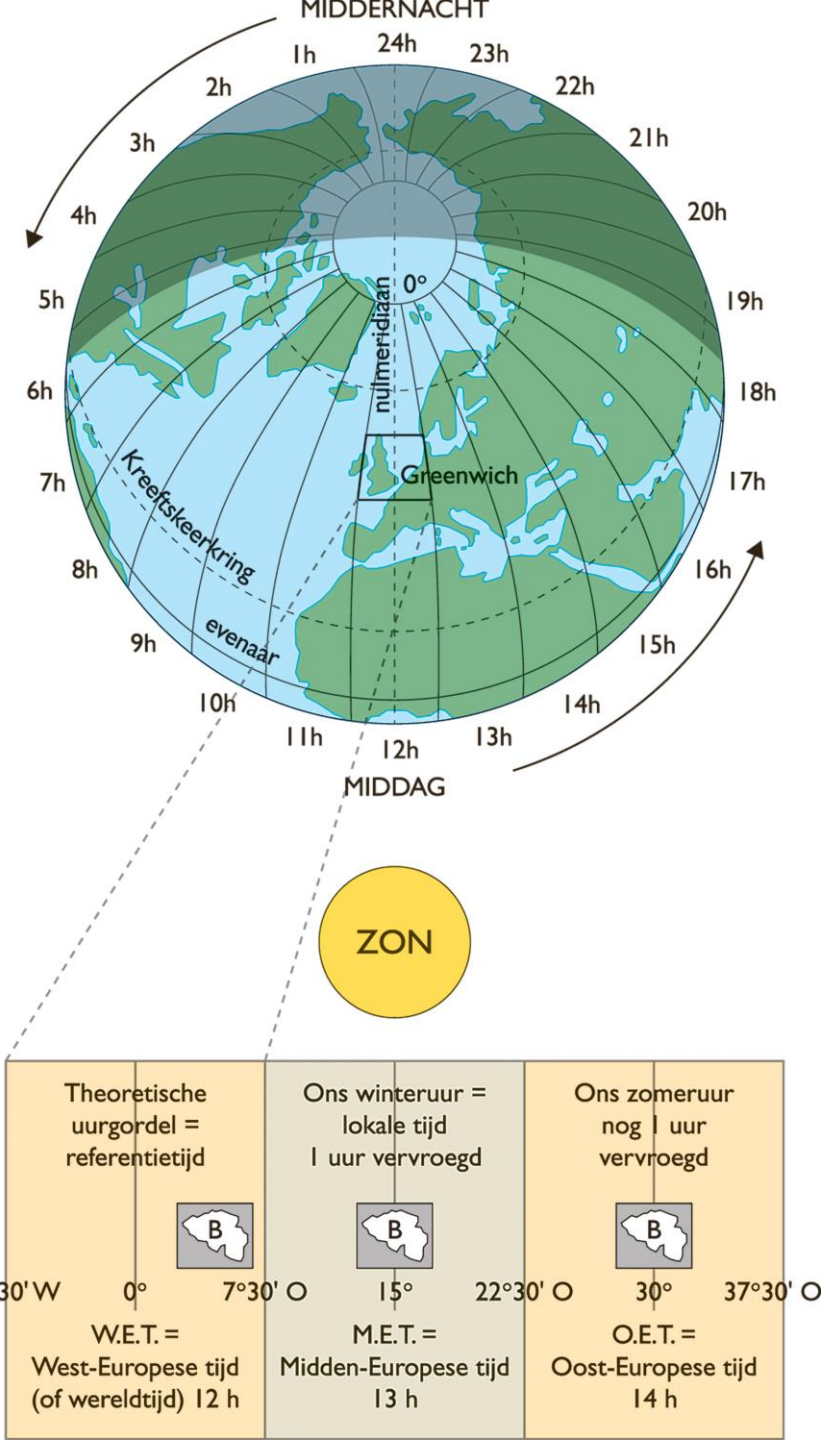 MIDDERNACHT
24h
1h
23h
2h
22h
3h
21h
4h
20h
5h
19h
6h
18h
7h
17h
8h
16h
9h
15h
10h
14h
11h
13h
12h
0°
nulmeridiaan
Greenwich
Kreeftskeerkring
evenaar
MIDDAG
ZON
Theoretische
uurgordel =
referentietijd
B
30' W
0°
7°30' O
W.E.T. =
West-Europese tijd
(of wereldtijd) 12 h
Ons winteruur =
lokale tijd
1 uur vervroegd
B
15°
22°30' O
M.E.T. =
Midden-Europese tijd
13 h
Ons zomeruur
nog 1 uur
vervroegd
B
30°
37°30' O
O.E.T. =
Oost-Europese tijd
14 h